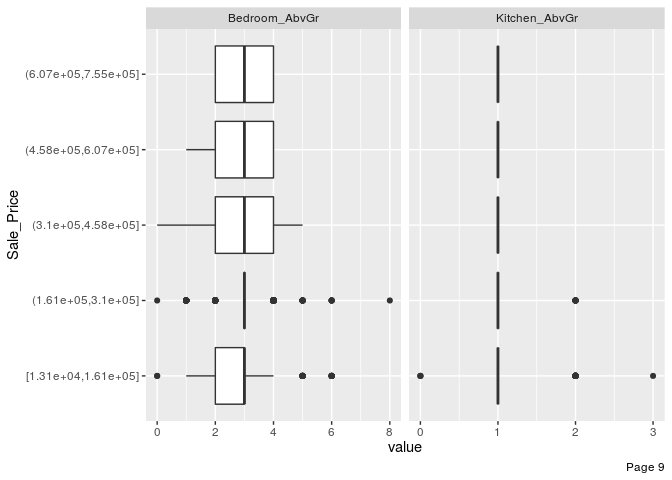 Bedroom_AbvGr Kitchen_AbvGr
(6.07e+05,7.55e+05]
(4.58e+05,6.07e+05]
(3.1e+05,4.58e+05]
(1.61e+05,3.1e+05]
[1.31e+04,1.61e+05]
Sale_Price
0 2 4 6 8 0 1 2 3
value
Page 9